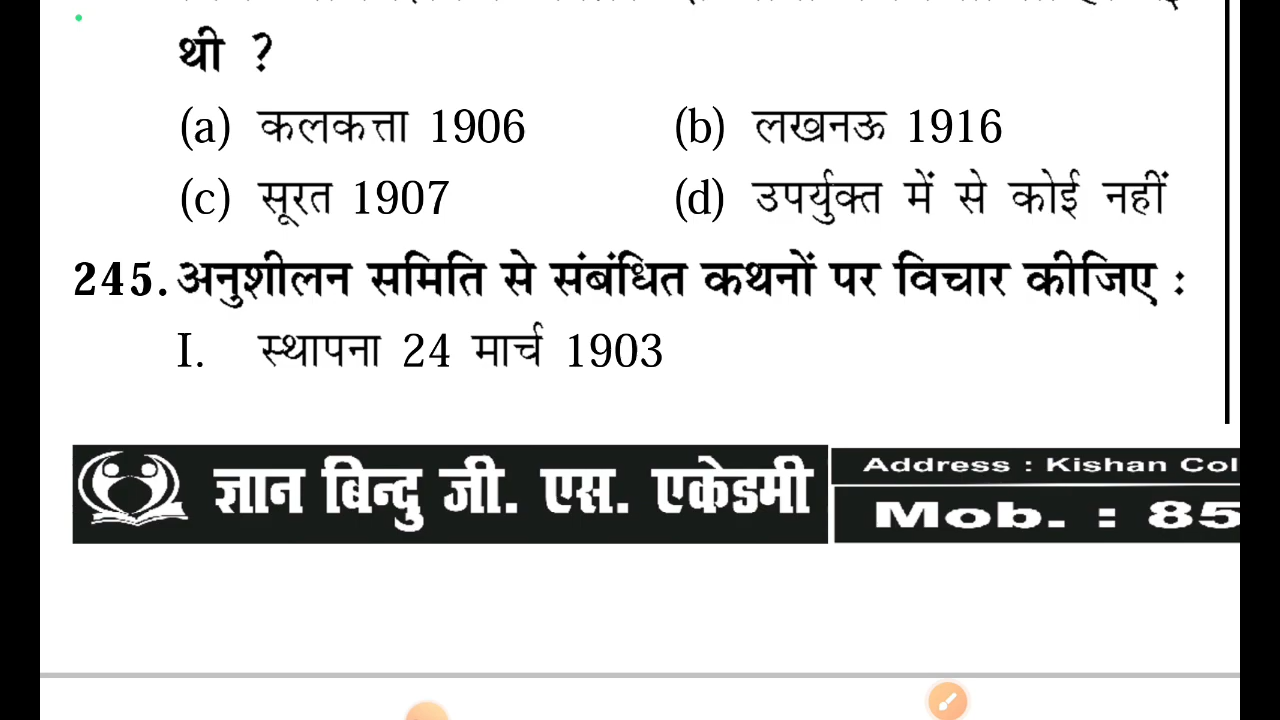 थी ?
(a) कलकत्ता 1906 (b) लखनऊ 1916
(c) सूरत 1907 (d) उपर्युक्त में से कोई नहीं
245. अनुशीलन समिति से संबंधित कथनों पर विचार कीजिए :
I. स्थापना 24 मार्च 1903
ज्ञान बिन्दु जी. एस. एकेडमी
Address : Kishan Col
Mob. : 85